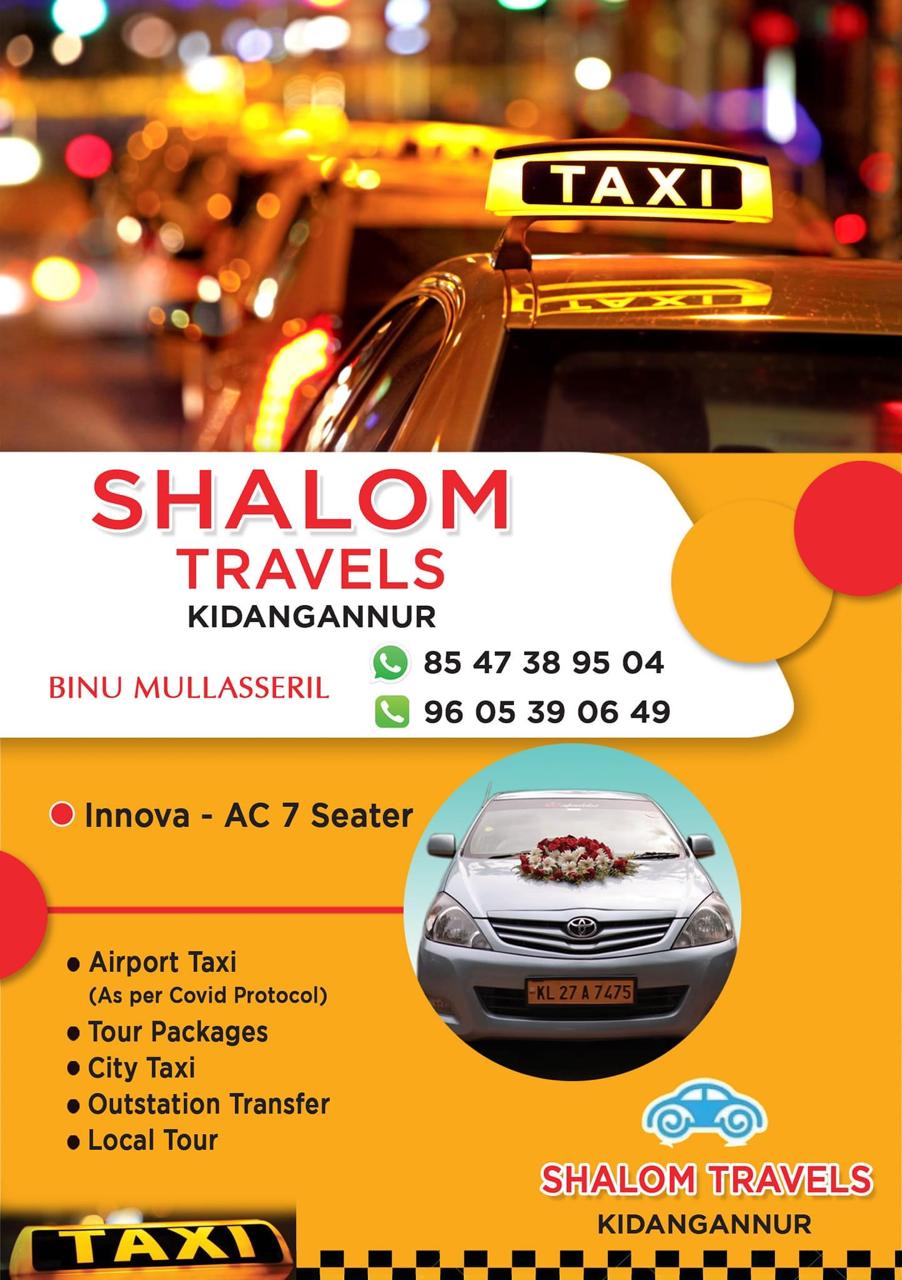 TAXI
SHALOM
TRAVELS
KIDANGANNUR
BINU MULLASSERIL
85 47 38 95 04
96 05 39 06 49
Innova - AC 7 Seater
KL 27 A 7475
Airport Taxi
(As per Covid Protocol)
Tour Packages
City Taxi
Outstation Transfer
Local Tour
SHALOM TRAVELS
KIDANGANNUR
TAXI